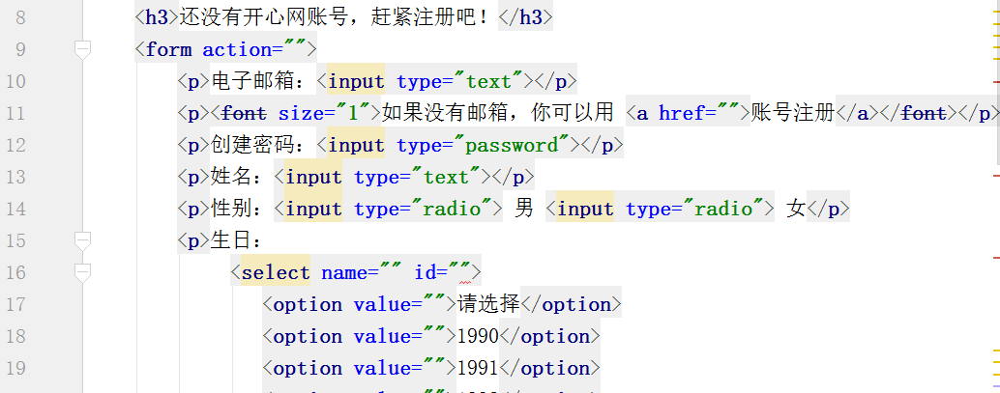 8 <h3>还没有开心网账号，赶紧注册吧！</h3>
9 <form action="">
10 <p>电子邮箱：<input type="text"></p>
11 <p><font size="1">如果没有邮箱，你可以用 <a href="">账号注册</a></font></p>
12 <p>创建密码：<input type="password"></p>
13 <p>姓名：<input type="text"></p>
14 <p>性别：<input type="radio"> 男 <input type="radio"> 女</p>
15 <p>生日：
16 <select name="" id="">
17 <option value="">请选择</option>
18 <option value="">1990</option>
19 <option value="">1991</option>